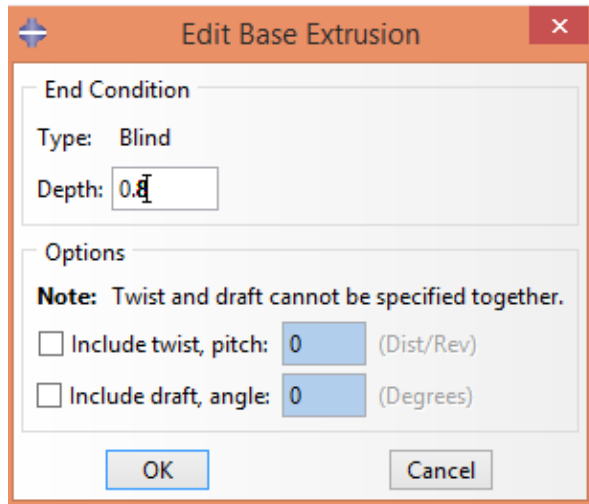 Edit Base Extrusion
End Condition
Type: Blind
Depth: 0.8
Options
Note: Twist and draft cannot be specified together.
Include twist, pitch: 0 (Dist/Rev)
Include draft, angle: 0 (Degrees)
OK Cancel